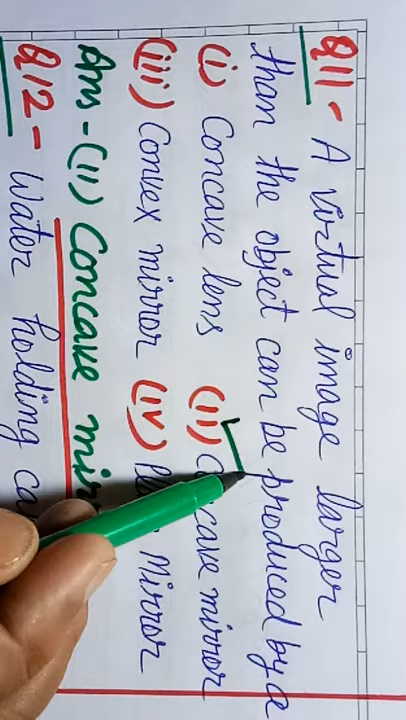 Q11- A virtual image larger
than the object can be produced by a
(i) Concave lens (ii) Concave mirror
(iii) Convex mirror (iv) Mirror
Ans-(ii) Concave
Q12- Water holding